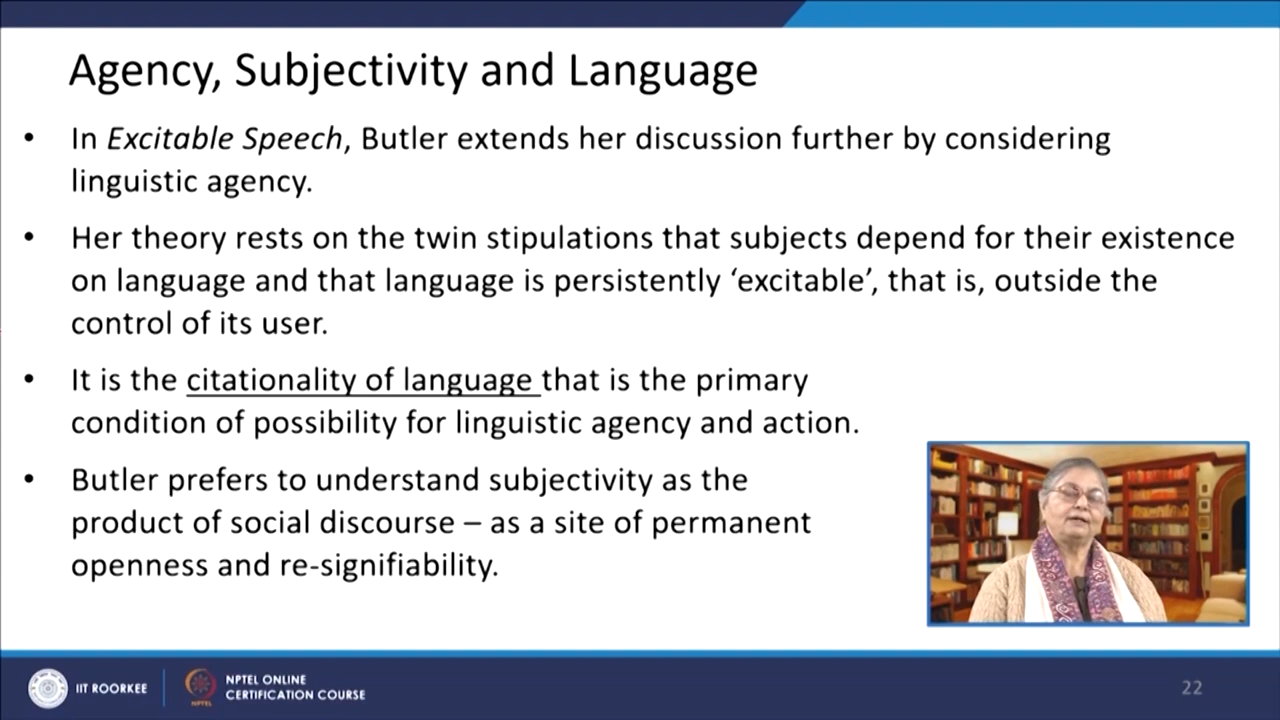 Agency, Subjectivity and Language
• In Excitable Speech, Butler extends her discussion further by considering
linguistic agency.
• Her theory rests on the twin stipulations that subjects depend for their existence
on language and that language is persistently ‘excitable’, that is, outside the
control of its user.
• It is the citationality of language that is the primary
condition of possibility for linguistic agency and action.
• Butler prefers to understand subjectivity as the
product of social discourse – as a site of permanent
openness and re-signifiability.
IIT ROORKEE
NPTEL
NPTEL ONLINE
CERTIFICATION COURSE
22